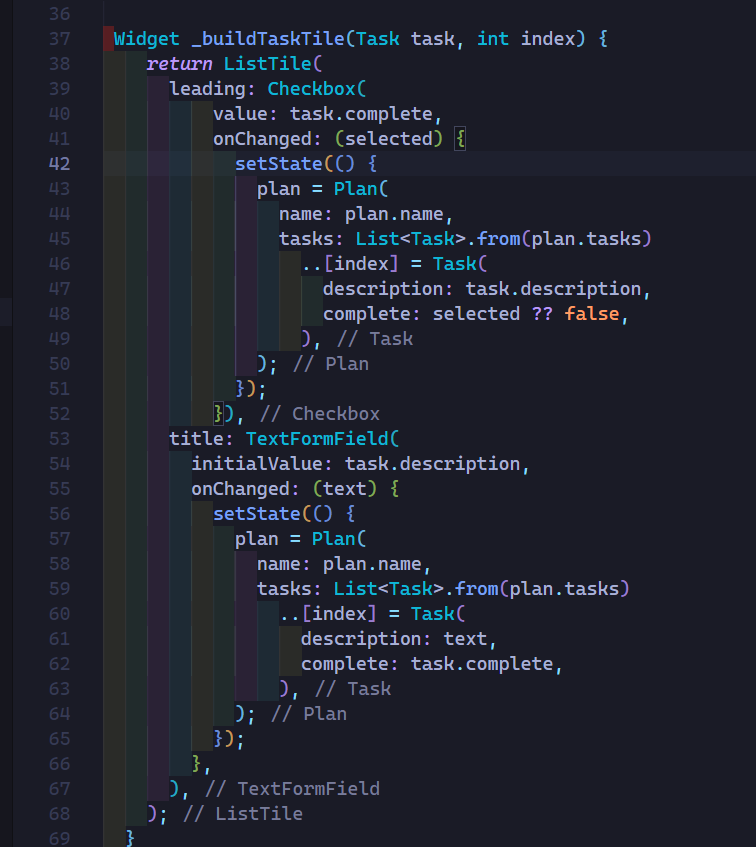 36
37 Widget _buildTaskTile(Task task, int index) {
38 return ListTile(
39 leading: Checkbox(
40 value: task.complete,
41 onChanged: (selected) {
42 setState(() {
43 plan = Plan(
44 name: plan.name,
45 tasks: List<Task>.from(plan.tasks)
46 ..[index] = Task(
47 description: task.description,
48 complete: selected ?? false,
49 ), // Task
50 ); // Plan
51 });
52 }), // Checkbox
53 title: TextFormField(
54 initialValue: task.description,
55 onChanged: (text) {
56 setState(() {
57 plan = Plan(
58 name: plan.name,
59 tasks: List<Task>.from(plan.tasks)
60 ..[index] = Task(
61 description: text,
62 complete: task.complete,
63 ), // Task
64 ); // Plan
65 });
66 },
67 ), // TextFormField
68 ); // ListTile
69 }